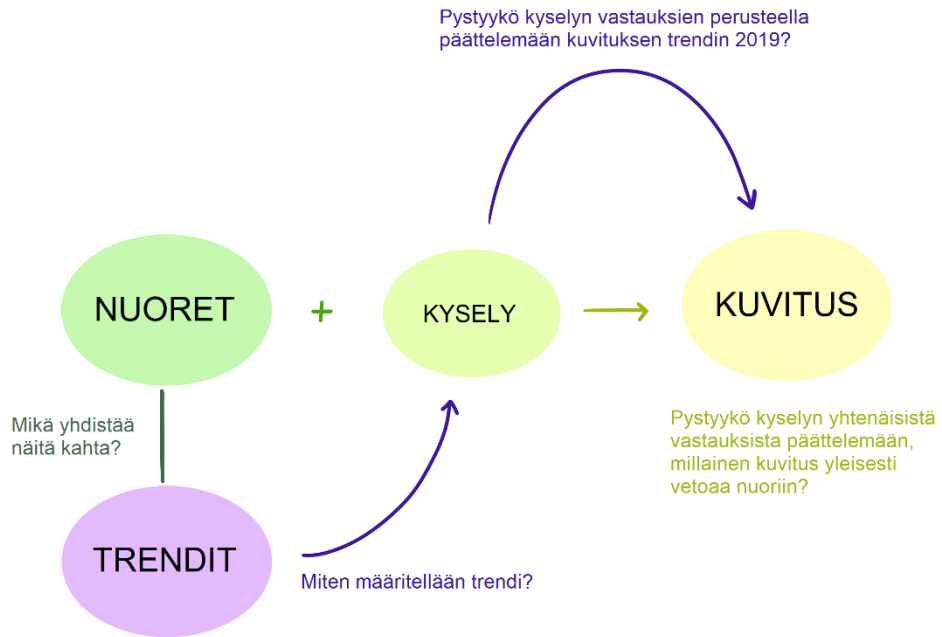 Pystyykö kyselyn vastauksien perusteella
päättelemään kuvituksen trendin 2019?
NUORET
+
KYSELY
KUVITUS
Mikä yhdistää
näitä kahta?
Pystyykö kyselyn yhtenäisistä
vastauksista päättelemään,
millainen kuvitus yleisesti
vetoaa nuoriin?
TRENDIT
Miten määritellään trendi?